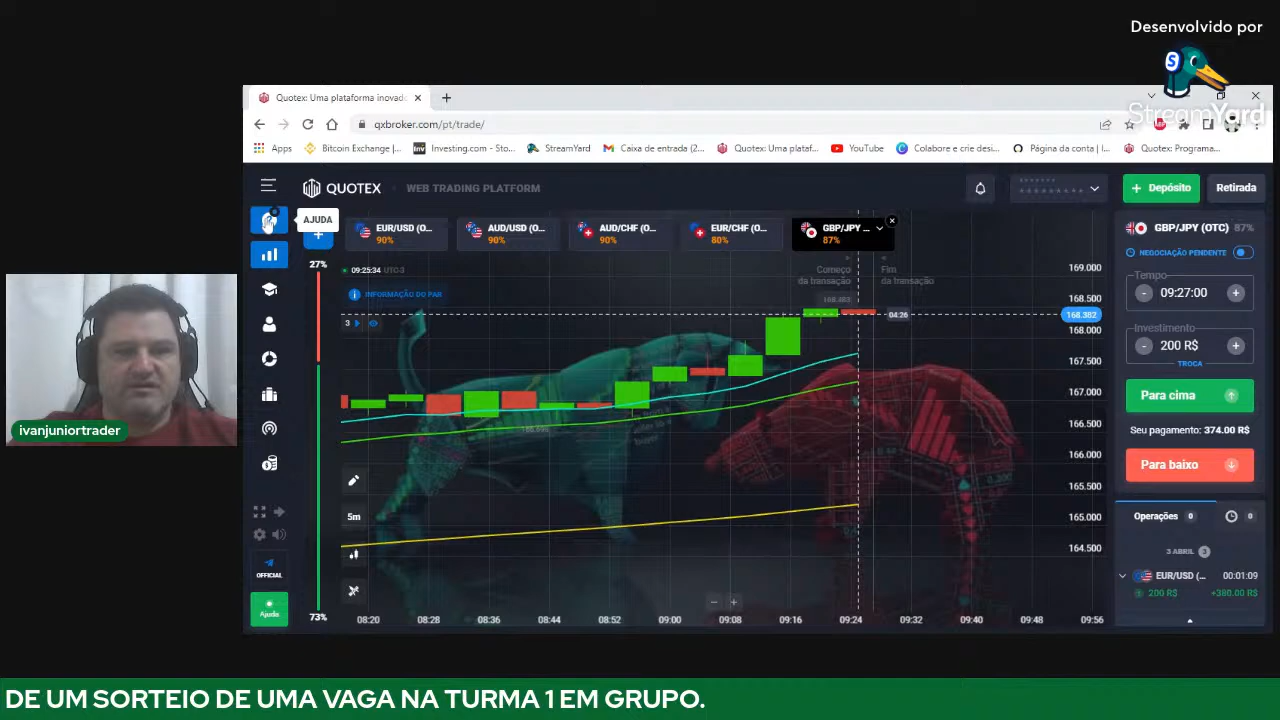 Desenvolvido por
StreamYard
Quotex: Uma plataforma inovad
qxbroker.com/pt/trade/
Apps
Bitcoin Exchange |...
Investing.com - Sto...
StreamYard
Caixa de entrada (2...
Quotex: Uma plataf...
YouTube
Colabore e crie desi...
Página da conta | I...
Quotex: Programa...
QUOTEX
WEB TRADING PLATFORM
Depósito
Retirada
AJUDA
EUR/USD (O...
90%
AUD/USD (O...
90%
AUD/CHF (O...
90%
EUR/CHF (O...
80%
GBP/JPY ...
87%
GBP/JPY (OTC) 87%
NEGOCIAÇÃO PENDENTE
27%
09:25:34 UTC-3
INFORMAÇÃO DO PAR
3
Começo
da transação
Fim
da transação
168.383
04:26
169.000
168.500
168.382
168.000
167.500
167.000
166.500
166.000
165.500
165.000
164.500
Tempo
- 09:27:00 +
Investimento
- 200 R$ +
TROCA
Para cima
Seu pagamento: 374.00 R$
Para baixo
Operações 0
0
3 ABRIL 3
EUR/USD (... 00:01:09
200 R$ +380.00 R$
5m
OFFICIAL
Ajuda
73%
08:20 08:28 08:36 08:44 08:52 09:00 09:08 09:16 09:24 09:32 09:40 09:48 09:56
ivanjuniortrader
DE UM SORTEIO DE UMA VAGA NA TURMA 1 EM GRUPO.